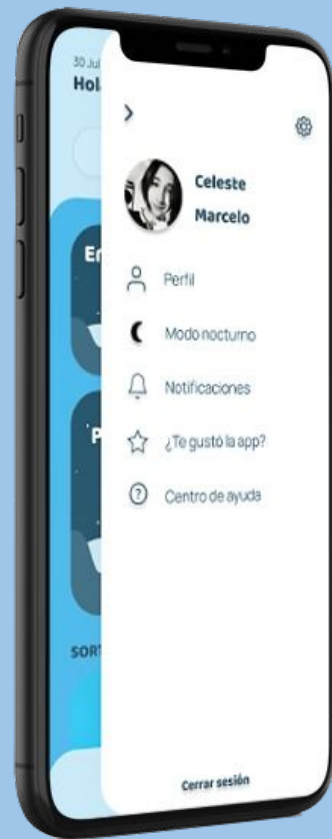 30 Jul
Hol
Celeste
Marcelo
Perfil
Modo nocturno
Notificaciones
¿Te gustó la app?
Centro de ayuda
Er
P
SORT
Cerrar sesión